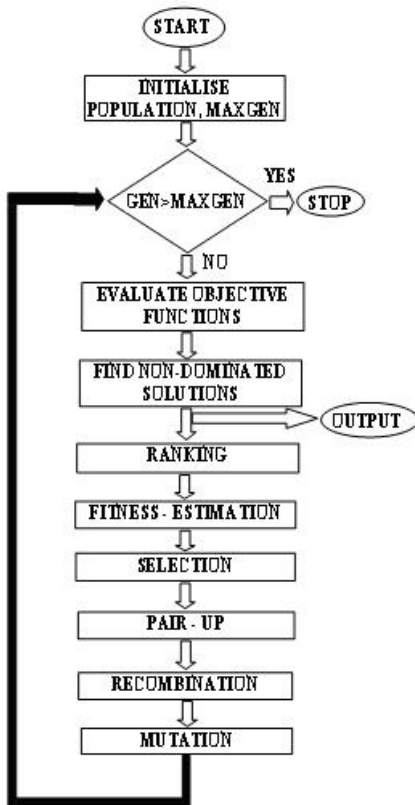 START
INITIALISE
POPULATION, MAXGEN
GEN>MAXGEN
YES
STOP
NO
EVALUATE OBJECTIVE
FUNCTIONS
FIND NON-DOMINATED
SOLUTIONS
OUTPUT
RANKING
FITNESS - ESTIMATION
SELECTION
PAIR - UP
RECOMBINATION
MUTATION